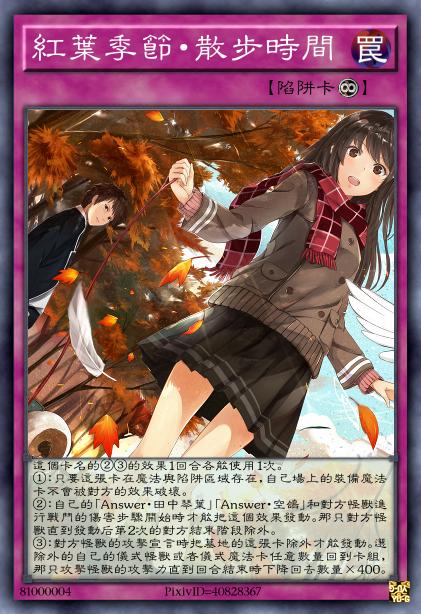 紅葉季節・散步時間
罠
【陷阱卡∞】
這個卡名的②③的效果1回合各能使用1次。
①:只要這張卡在魔法與陷阱區域存在,自己場上的裝備魔法
卡不會被對方的效果破壞。
②:自己的「Answer・田中琴葉」「Answer・空鴿」和對方怪獸進
行戰鬥的傷害步驟開始時才能把這個效果發動。那只對方怪
獸直到發動后第2次的對方結束階段除外。
③:對方怪獸的攻擊宣言時把墓地的這張卡除外才能發動。選
除外的自己的儀式怪獸或者儀式魔法卡任意數量回到卡組,
那只攻擊怪獸的攻擊力直到回合結束時下降回去數量×400。
81000004
PixivID=40828367